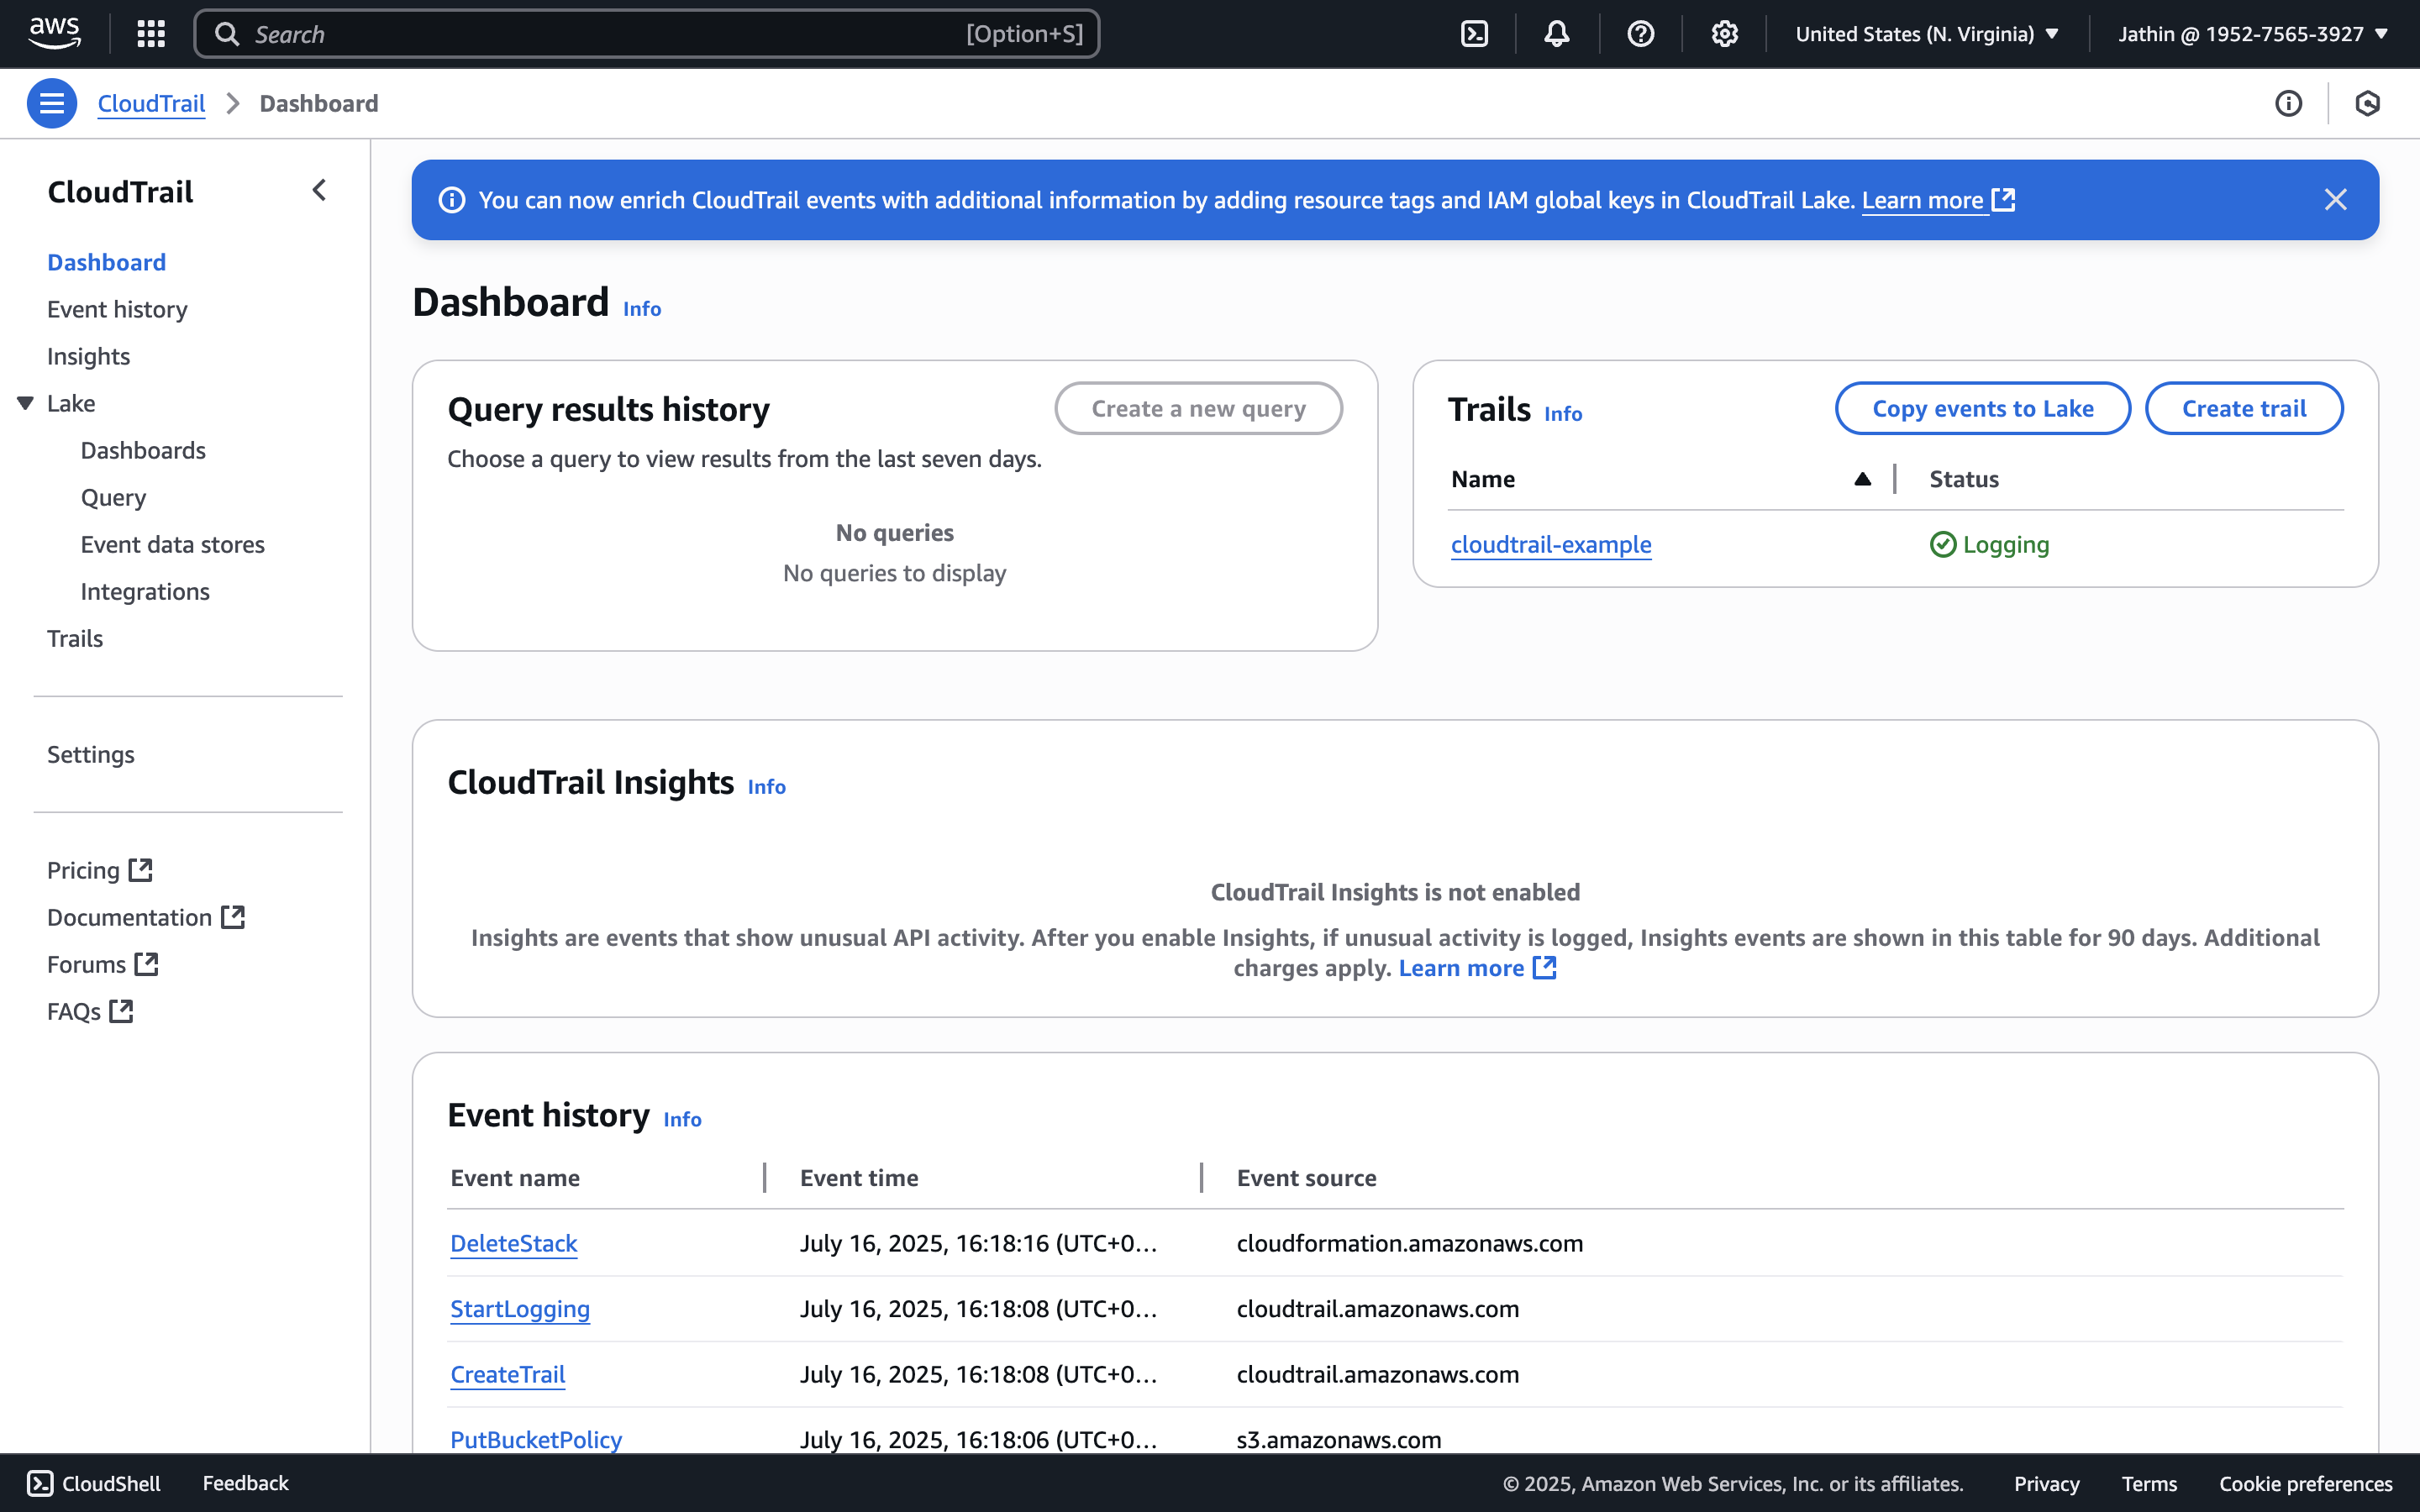 aws
Search [Option+S]
United States (N. Virginia)
Jathin @ 1952-7565-3927
CloudTrail
Dashboard
CloudTrail
Dashboard
Event history
Insights
Lake
Dashboards
Query
Event data stores
Integrations
Trails
Settings
Pricing
Documentation
Forums
FAQs
You can now enrich CloudTrail events with additional information by adding resource tags and IAM global keys in CloudTrail Lake. Learn more
Dashboard Info
Query results history
Create a new query
Choose a query to view results from the last seven days.
No queries
No queries to display
Trails Info
Copy events to Lake
Create trail
Name Status
cloudtrail-example Logging
CloudTrail Insights Info
CloudTrail Insights is not enabled
Insights are events that show unusual API activity. After you enable Insights, if unusual activity is logged, Insights events are shown in this table for 90 days. Additional
charges apply. Learn more
Event history Info
Event name Event time Event source
DeleteStack July 16, 2025, 16:18:16 (UTC+0... cloudformation.amazonaws.com
StartLogging July 16, 2025, 16:18:08 (UTC+0... cloudtrail.amazonaws.com
CreateTrail July 16, 2025, 16:18:08 (UTC+0... cloudtrail.amazonaws.com
PutBucketPolicy July 16, 2025, 16:18:06 (UTC+0... s3.amazonaws.com
CloudShell Feedback © 2025, Amazon Web Services, Inc. or its affiliates. Privacy Terms Cookie preferences